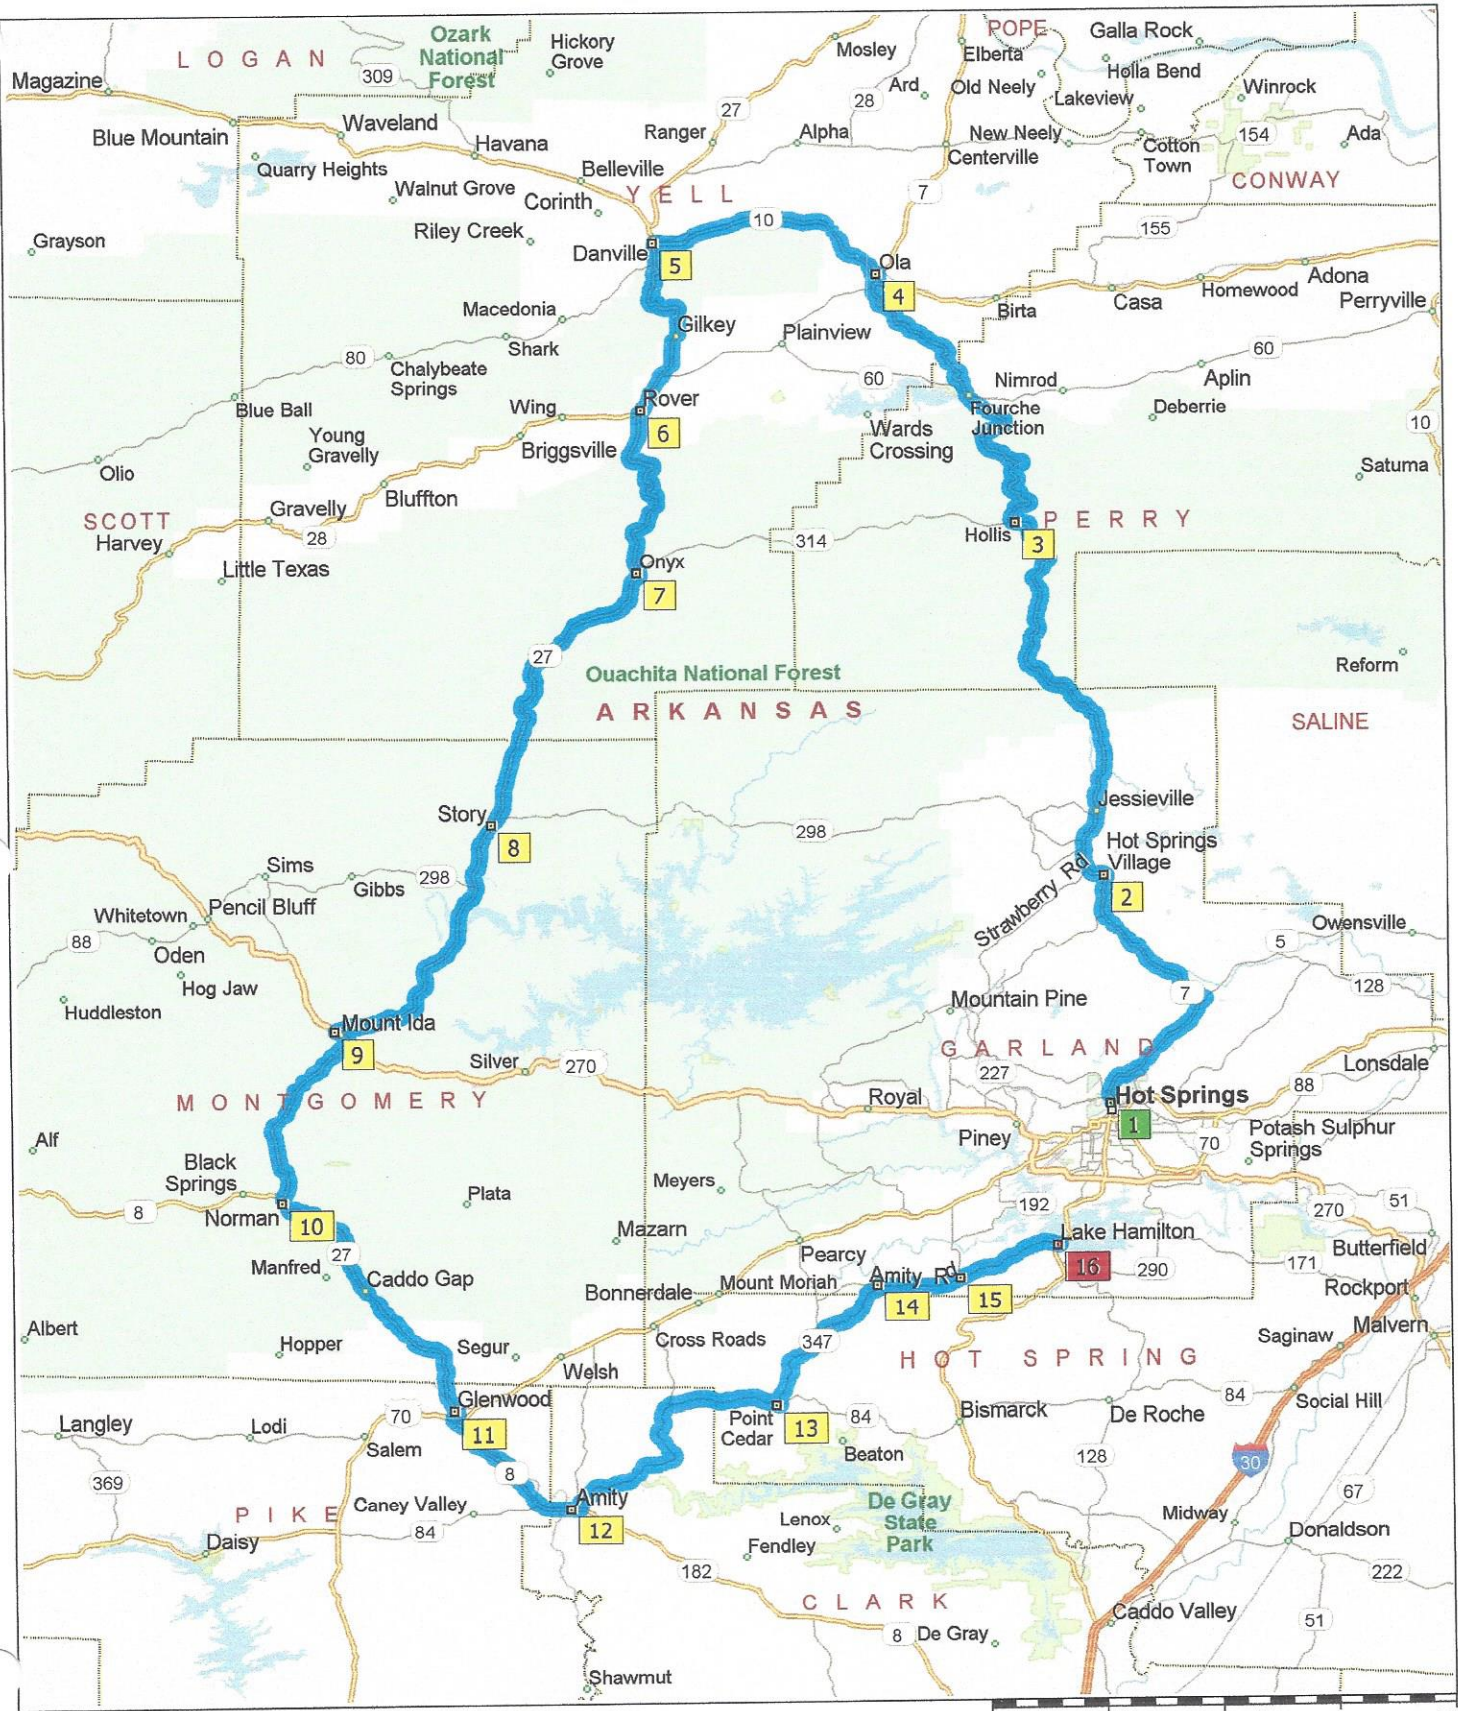 LOGAN
Ozark
National
Forest
Hickory
Grove
Mosley
POPE
Elberta
Galla Rock
Magazine
309
Ard
Old Neely
Holla Bend
Lakeview
Winrock
27
28
Blue Mountain
Waveland
Havana
Ranger
Alpha
New Neely
Centerville
Cotton
Town
154
Ada
Quarry Heights
Belleville
Walnut Grove
Corinth
YELL
7
CONWAY
Grayson
Riley Creek
Danville
10
155
5
Ola
4
Birta
Casa
Homewood
Adona
Perryville
Macedonia
Gilkey
Plainview
Shark
80
Chalybeate
Springs
60
Nimrod
60
Aplin
Blue Ball
Wing
Rover
6
Fourche
Junction
Deberrie
Wards
Crossing
10
Young
Gravelly
Briggsville
Olio
Satuma
Bluffton
Gravelly
SCOTT
Harvey
28
Hollis
PERRY
3
314
Little Texas
Onyx
7
27
Ouachita National Forest
Reform
ARKANSAS
SALINE
Story
8
298
Jessieville
Hot Springs
Village
2
Strawberry Rd
Sims
Gibbs
298
Whitetown
Pencil Bluff
88
Oden
Hog Jaw
Huddleston
Owensville
5
128
7
Mountain Pine
Mount Ida
9
Silver
270
GARLAND
227
Lonsdale
88
MONTGOMERY
Royal
Hot Springs
1
Piney
70
Potash Sulphur
Springs
Alf
Black
Springs
8
Norman
10
Plata
Meyers
192
270
51
27
Mazarn
Pearcy
Lake Hamilton
16
290
171
Butterfield
Manfred
Caddo Gap
Bonnerdale
Mount Moriah
Amity Rd
14
15
Rockport
Albert
Hopper
Segur
Welsh
Cross Roads
347
HOT SPRING
Saginaw
Malvern
Glenwood
11
70
Langley
Lodi
Salem
Point
Cedar
13
84
Beaton
Bismarck
De Roche
84
Social Hill
369
8
128
30
67
PIKE
Caney Valley
84
Amity
12
De Gray
State
Park
Lenox
Fendley
Midway
Donaldson
Daisy
182
222
CLARK
8
De Gray
Caddo Valley
51
Shawmut